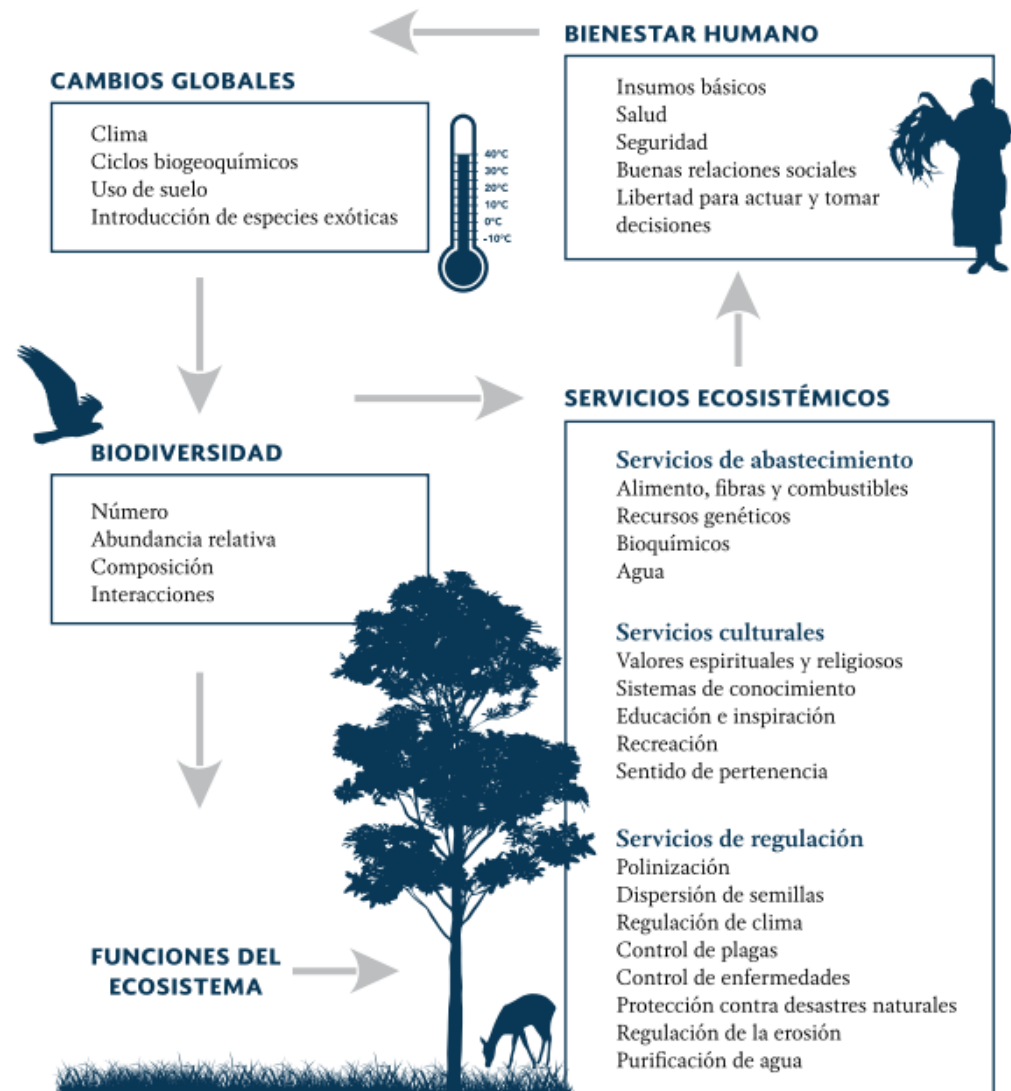 BIENESTAR HUMANO
Insumos básicos
Salud
Seguridad
Buenas relaciones sociales
Libertad para actuar y tomar
decisiones
CAMBIOS GLOBALES
Clima
Ciclos biogeoquímicos
Uso de suelo
Introducción de especies exóticas
40°C
30°C
20°C
10°C
0°C
-10°C
BIODIVERSIDAD
Número
Abundancia relativa
Composición
Interacciones
SERVICIOS ECOSISTÉMICOS
Servicios de abastecimiento
Alimento, fibras y combustibles
Recursos genéticos
Bioquímicos
Agua
Servicios culturales
Valores espirituales y religiosos
Sistemas de conocimiento
Educación e inspiración
Recreación
Sentido de pertenencia
Servicios de regulación
Polinización
Dispersión de semillas
Regulación de clima
Control de plagas
Control de enfermedades
Protección contra desastres naturales
Regulación de la erosión
Purificación de agua
FUNCIONES DEL
ECOSISTEMA